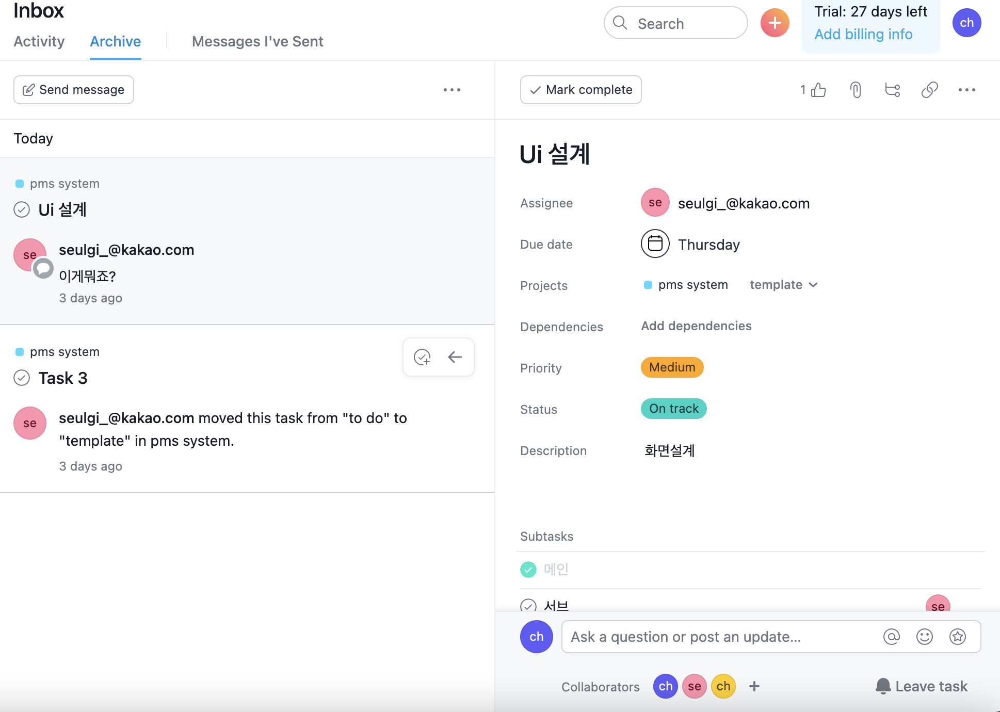 Inbox
Activity
Archive
Messages I've Sent
Search
Trial: 27 days left
Add billing info
ch
Send message
Today
pms system
Ui 설계
se
seulgi_@kakao.com
이게뭐죠?
3 days ago
pms system
Task 3
se
seulgi_@kakao.com moved this task from "to do" to
"template" in pms system.
3 days ago
Mark complete
1
Ui 설계
Assignee
se
seulgi_@kakao.com
Due date
Thursday
Projects
pms system
template
Dependencies
Add dependencies
Priority
Medium
Status
On track
Description
화면설계
Subtasks
메인
서브
se
ch
Ask a question or post an update...
Collaborators
ch
se
ch
Leave task